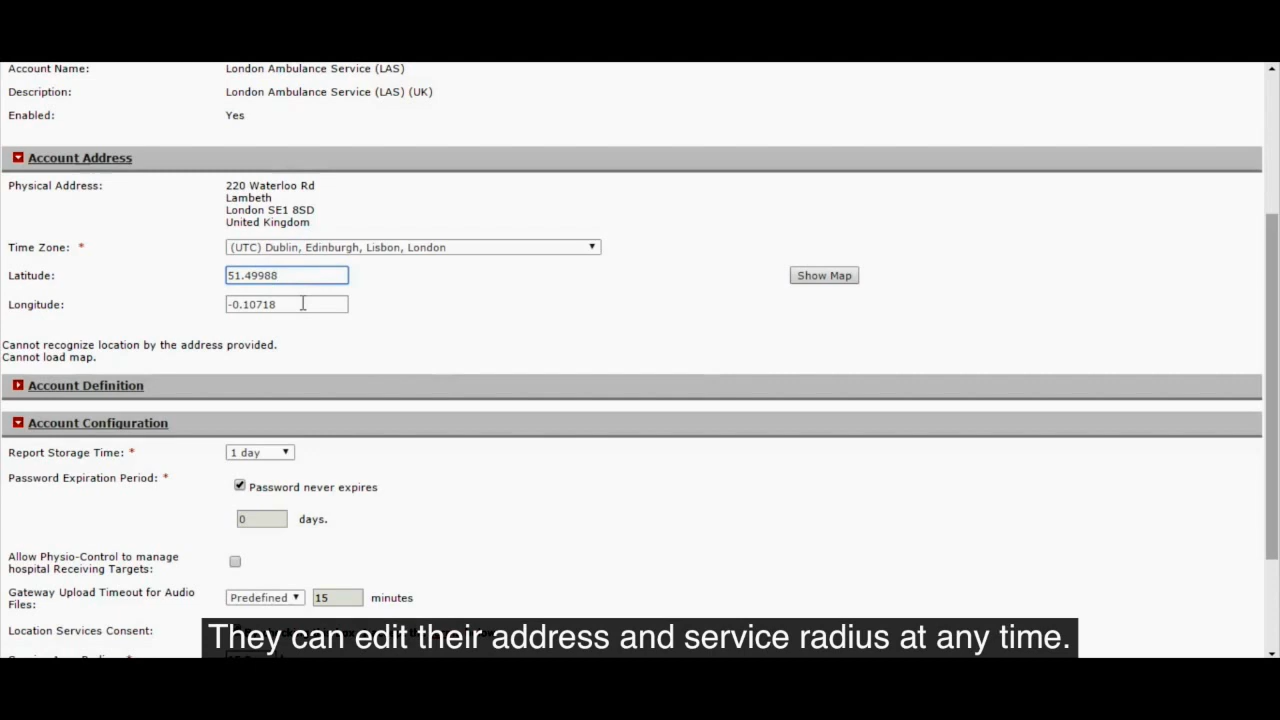 Account Name: London Ambulance Service (LAS)
Description: London Ambulance Service (LAS) (UK)
Enabled: Yes
Account Address
Physical Address: 220 Waterloo Rd
Lambeth
London SE1 8SD
United Kingdom
Time Zone: * (UTC) Dublin, Edinburgh, Lisbon, London
Latitude: 51.49988 Show Map
Longitude: -0.10718
Cannot recognize location by the address provided.
Cannot load map.
Account Definition
Account Configuration
Report Storage Time: * 1 day
Password Expiration Period: * Password never expires
0 days.
Allow Physio-Control to manage
hospital Receiving Targets:
Gateway Upload Timeout for Audio
Files: Predefined 15 minutes
Location Services Consent:
They can edit their address and service radius at any time.